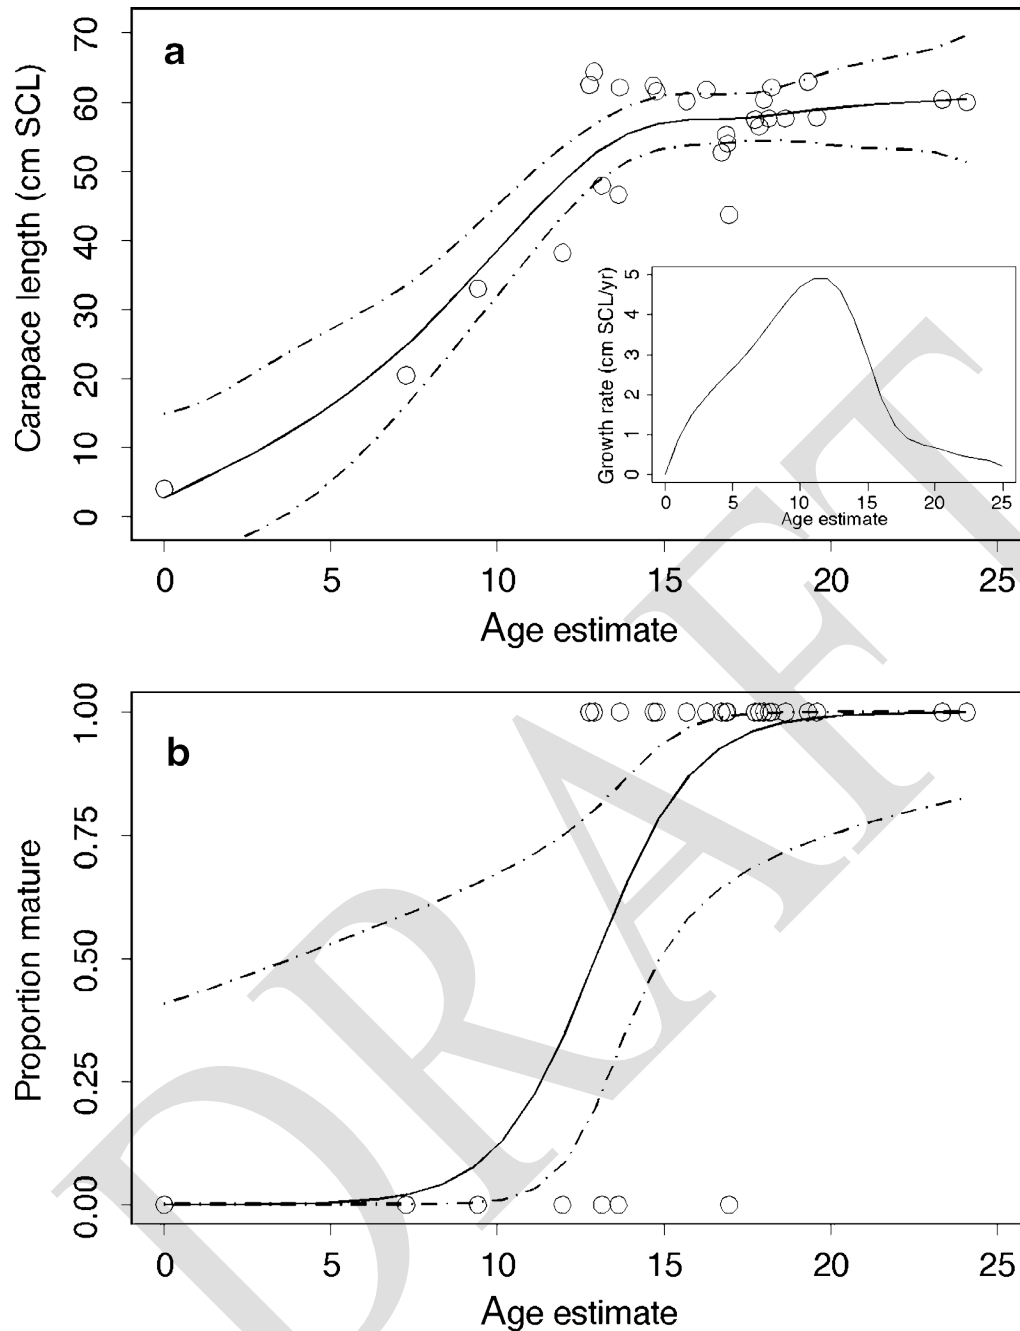 a
Carapace length (cm SCL)
70
60
50
40
30
20
10
0
0 5 10 15 20 25
Age estimate
Growth rate (cm SCL/yr)
5
4
3
2
1
0
0 5 10 15 20 25
Age estimate
b
Proportion mature
1.00
0.75
0.50
0.25
0.00
0 5 10 15 20 25
Age estimate
DRAFT